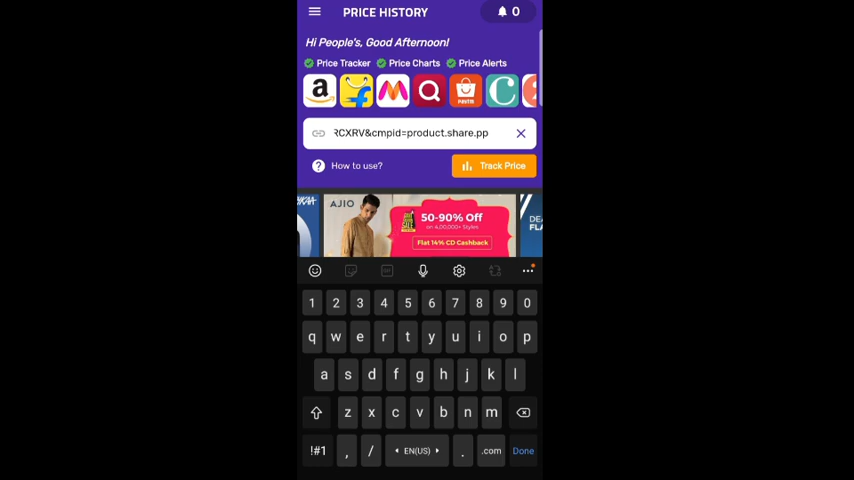 PRICE HISTORY
0
Hi People's, Good Afternoon!
Price Tracker Price Charts Price Alerts
a f M Q PAYTM C
RCXRV&cmpid=product.share.pp
? How to use? Track Price
AJIO
50-90% Off
Flat 14% CD Cashback
1 2 3 4 5 6 7 8 9 0
q w e r t y u i o p
a s d f g h j k l
z x c v b n m
!#1 , / EN(US) . .com Done